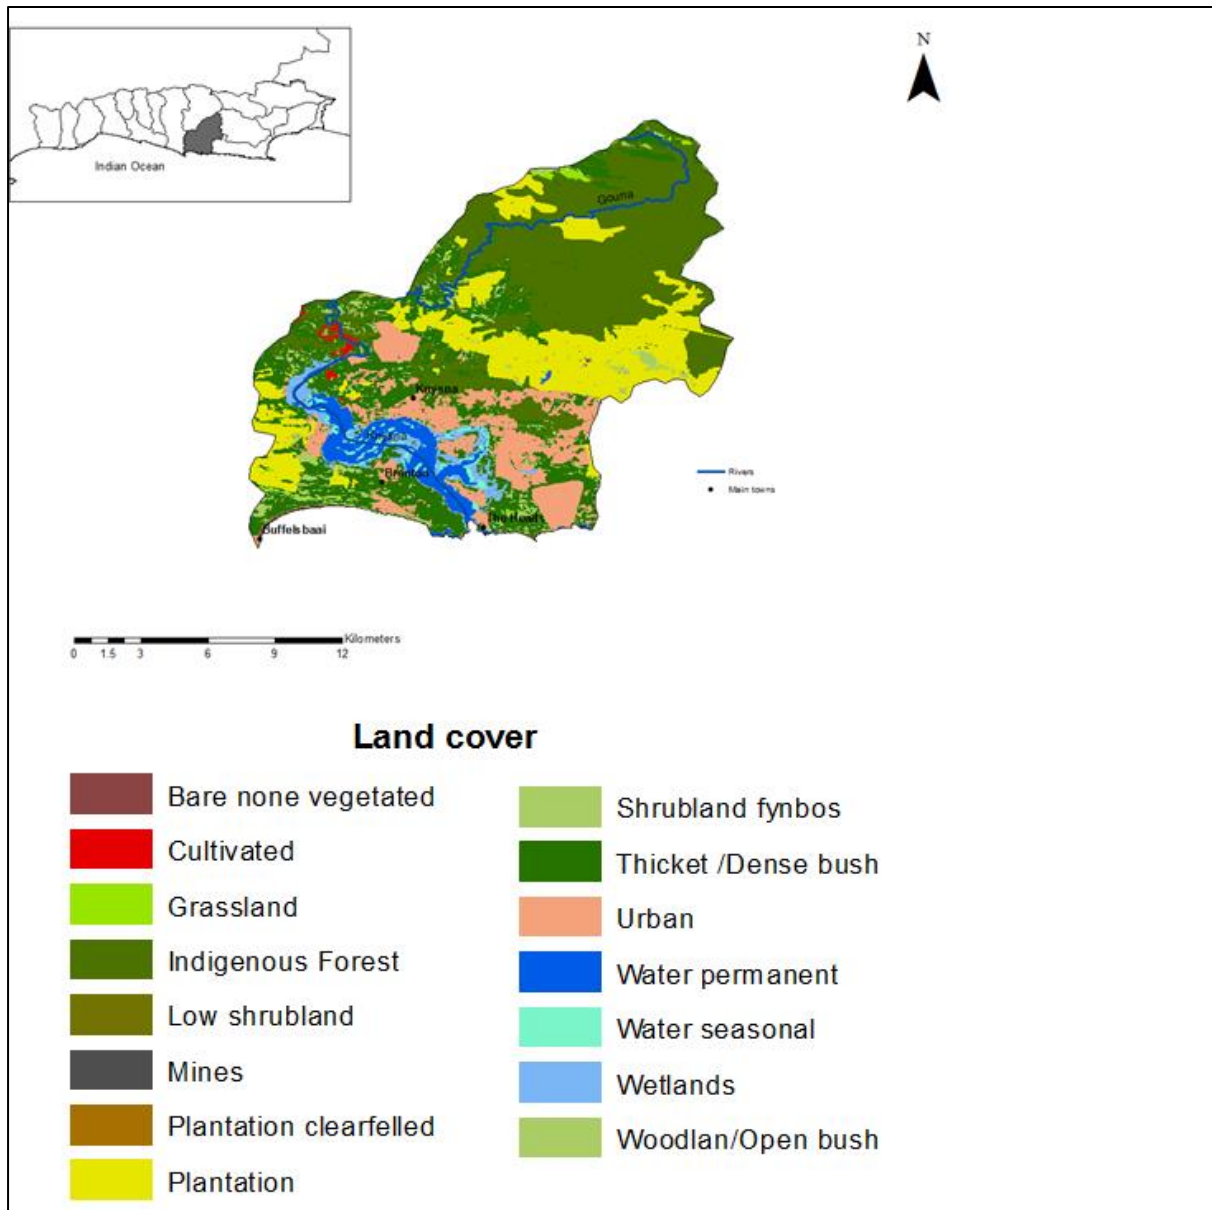 N
Indian Ocean
Gouna
Knysna
Knysna
Brenton
The Heads
Buffelsbaai
Rivers
Main towns
Kilometers
0 1.5 3 6 9 12
Land cover
Bare none vegetated
Cultivated
Grassland
Indigenous Forest
Low shrubland
Mines
Plantation clearfelled
Plantation
Shrubland fynbos
Thicket /Dense bush
Urban
Water permanent
Water seasonal
Wetlands
Woodlan/Open bush